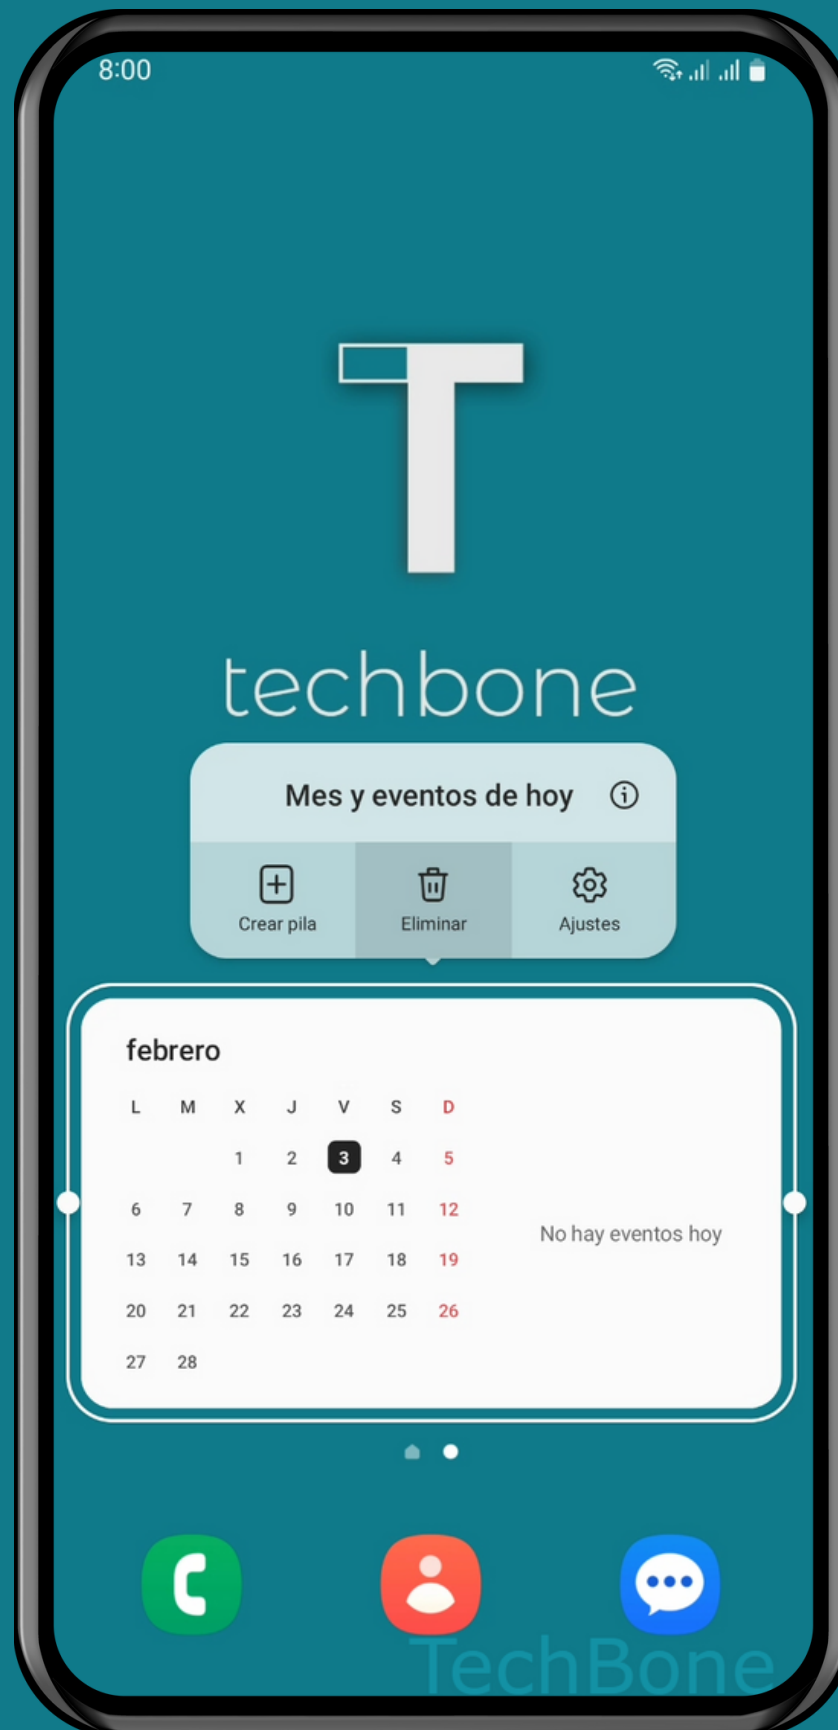 8:00
T
techbone
Mes y eventos de hoy
Crear pila Eliminar Ajustes
febrero
L M X J V S D
1 2 3 4 5
6 7 8 9 10 11 12
No hay eventos hoy
13 14 15 16 17 18 19
20 21 22 23 24 25 26
27 28
TechBone